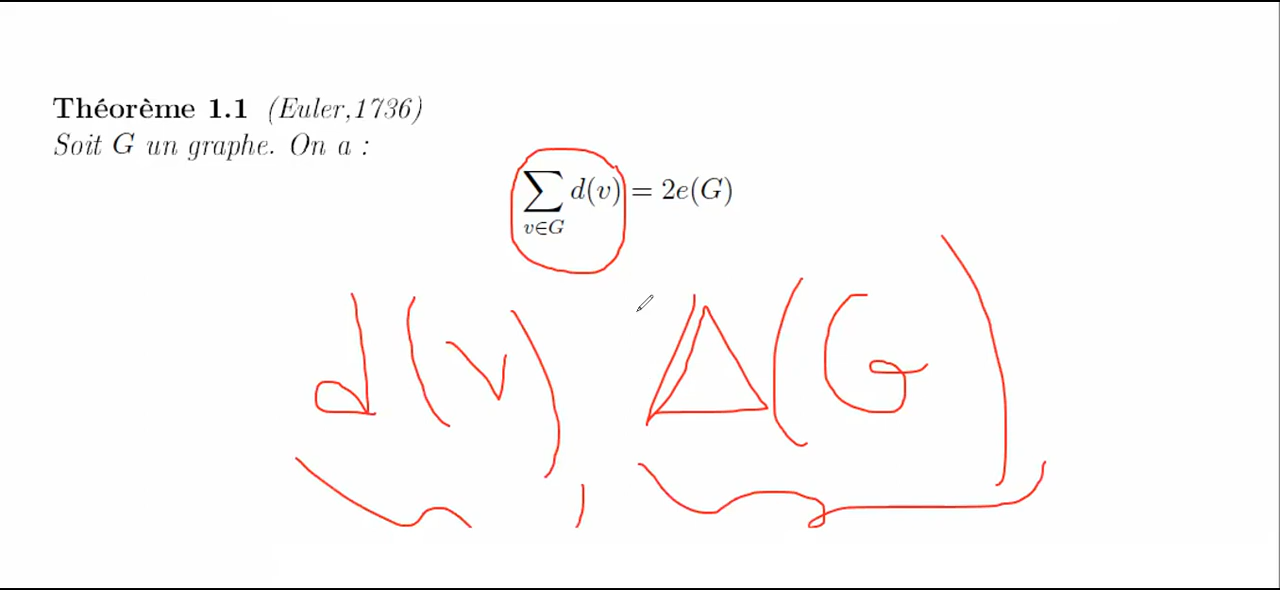 Théorème 1.1 (Euler,1736)
Soit G un graphe. On a :
∑ d(v) = 2e(G)
v∈G
d(v), Δ(G)